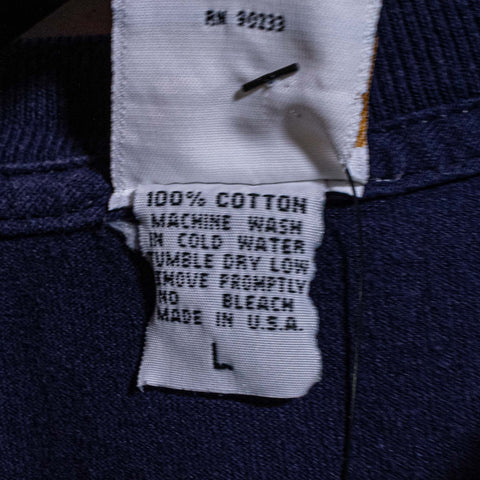 RN 90233
100% COTTON
MACHINE WASH
IN COLD WATER
TUMBLE DRY LOW
REMOVE PROMPTLY
NO BLEACH
MADE IN U.S.A.
L